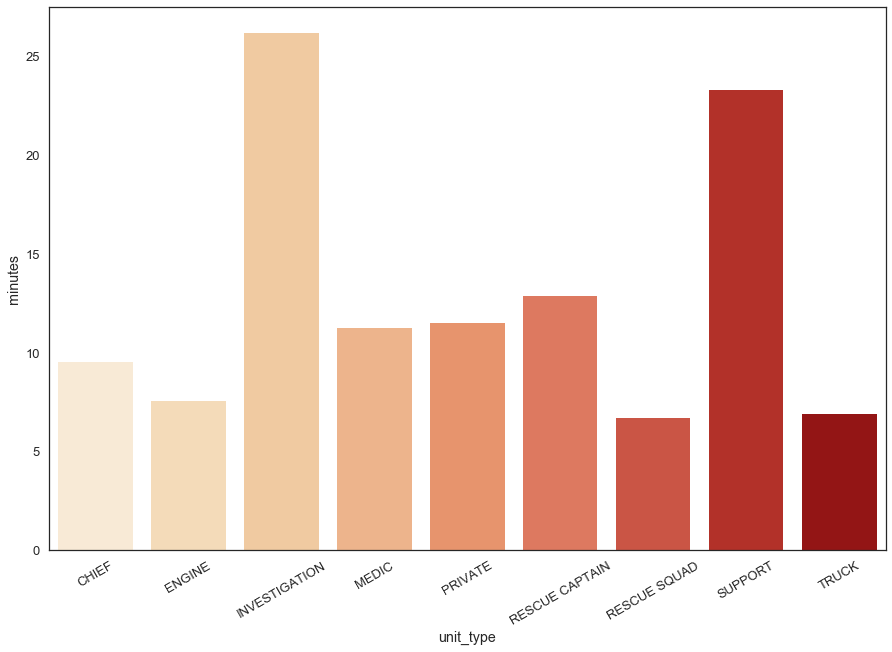 25
20
15
10
5
0
minutes
CHIEF
ENGINE
INVESTIGATION
MEDIC
PRIVATE
RESCUE CAPTAIN
RESCUE SQUAD
SUPPORT
TRUCK
unit_type